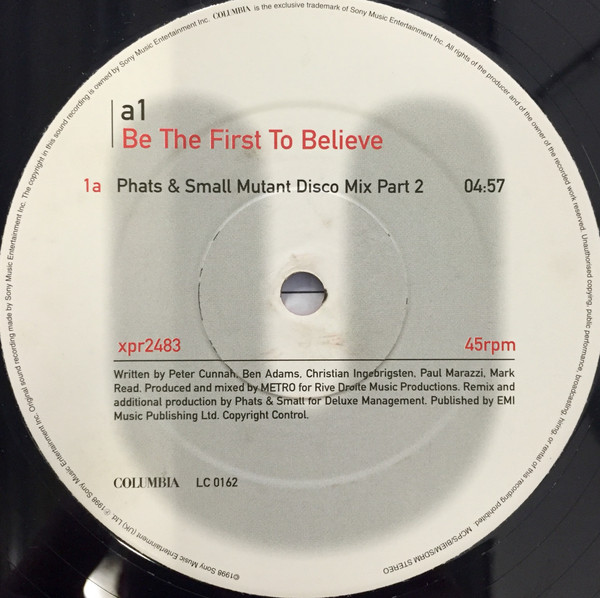 a1
Be The First To Believe
1a Phats & Small Mutant Disco Mix Part 2 04:57
xpr2483 45rpm
Written by Peter Cunnah, Ben Adams, Christian Ingebrigsten, Paul Marazzi, Mark
Read. Produced and mixed by METRO for Rive Droite Music Productions. Remix and
additional production by Phats & Small for Deluxe Management. Published by EMI
Music Publishing Ltd. Copyright Control.
COLUMBIA LC 0162
©1998 Sony Music Entertainment (UK) Ltd. ℗1998 Sony Music Entertainment Inc. Original sound recording made by Sony Music Entertainment Inc. The copyright in this sound recording is owned by Sony Music Entertainment Inc. COLUMBIA is the exclusive trademark of Sony Music Entertainment Inc. All rights of the producer and of the owner of the recorded work reserved. Unauthorised copying, public performance, broadcasting, hiring, or rental of this recording prohibited. MCPS/BIEM/SDRM STEREO